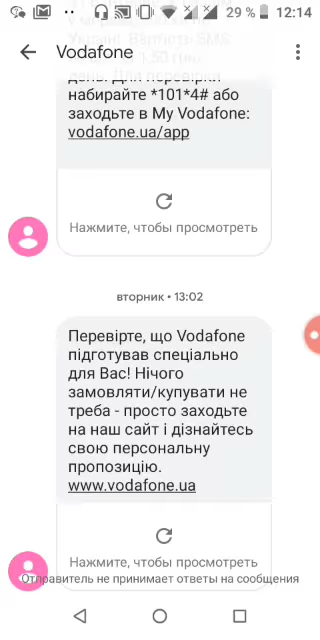 29 %
12:14
Vodafone
набирайте *101*4# або
заходьте в My Vodafone:
vodafone.ua/app
Нажмите, чтобы просмотреть
вторник • 13:02
Перевірте, що Vodafone
підготував спеціально
для Вас! Нічого
замовляти/купувати не
треба - просто заходьте
на наш сайт і дізнайтесь
свою персональну
пропозицію.
www.vodafone.ua
Нажмите, чтобы просмотреть
Отправитель не принимает ответы на сообщения